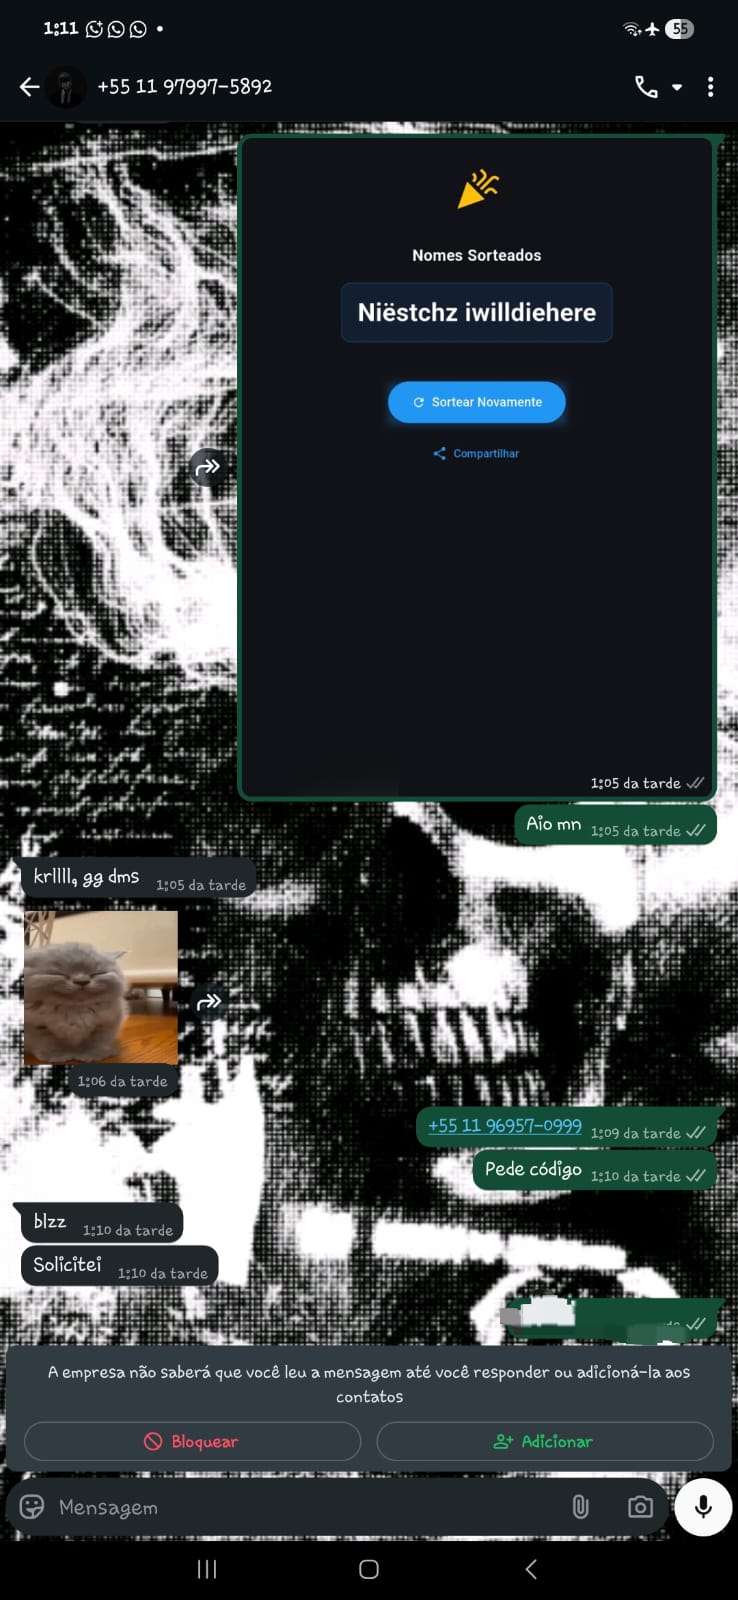 1:11
55
+55 11 97997-5892
Nomes Sorteados
Niëstchz iwilldiehere
Sortear Novamente
Compartilhar
1:05 da tarde
Aio mn 1:05 da tarde
krllll, gg dms 1:05 da tarde
1:06 da tarde
+55 11 96957-0999 1:09 da tarde
Pede código 1:10 da tarde
blzz 1:10 da tarde
Solicitei 1:10 da tarde
A empresa não saberá que você leu a mensagem até você responder ou adicioná-la aos
contatos
Bloquear
Adicionar
Mensagem